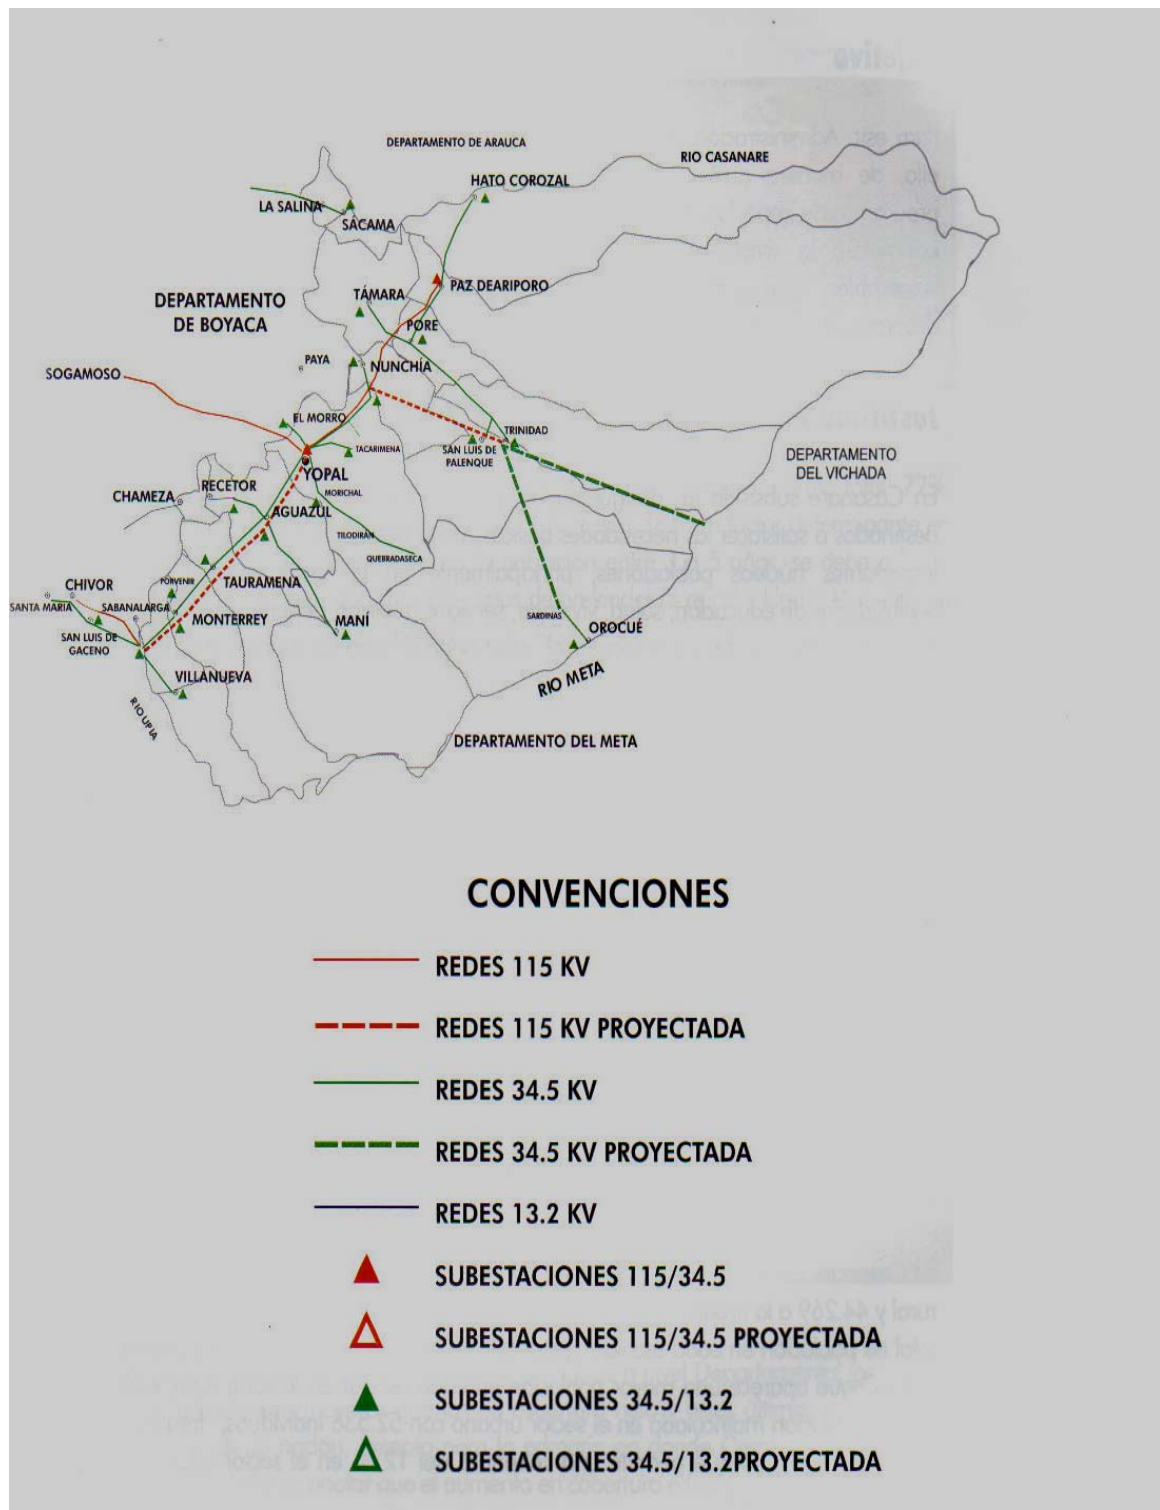 DEPARTAMENTO DE ARAUCA
RIO CASANARE
HATO COROZAL
LA SALINA
SÁCAMA
PAZ DEARIPORO
TÁMARA
DEPARTAMENTO
DE BOYACA
PORE
PAYA
NUNCHÍA
SOGAMOSO
EL MORRO
TRINIDAD
TACARIMENA
SAN LUIS DE
PALENQUE
DEPARTAMENTO
DEL VICHADA
YOPAL
RECETOR
MORICHAL
CHAMEZA
AGUAZUL
TILODIRÁN
QUEBRADASECA
PORVENIR
TAURAMENA
CHIVOR
SANTA MARIA
SABANALARGA
MONTERREY
MANÍ
SARDINAS
OROCUÉ
SAN LUIS DE
GACENO
VILLANUEVA
RIO META
RIO UPIA
DEPARTAMENTO DEL META
CONVENCIONES
REDES 115 KV
REDES 115 KV PROYECTADA
REDES 34.5 KV
REDES 34.5 KV PROYECTADA
REDES 13.2 KV
SUBESTACIONES 115/34.5
SUBESTACIONES 115/34.5 PROYECTADA
SUBESTACIONES 34.5/13.2
SUBESTACIONES 34.5/13.2PROYECTADA